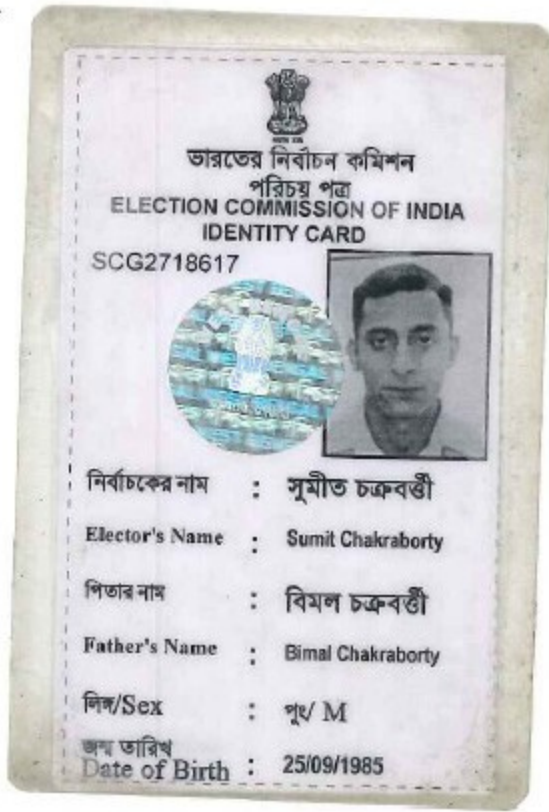 ভারতের নির্বাচন কমিশন
পরিচয় পত্র
ELECTION COMMISSION OF INDIA
IDENTITY CARD
SCG2718617
নির্বাচকের নাম : সুমীত চক্রবর্ত্তী
Elector's Name : Sumit Chakraborty
পিতার নাম : বিমল চক্রবর্ত্তী
Father's Name : Bimal Chakraborty
লিঙ্গ/Sex : পুং/ M
জন্ম তারিখ
Date of Birth : 25/09/1985